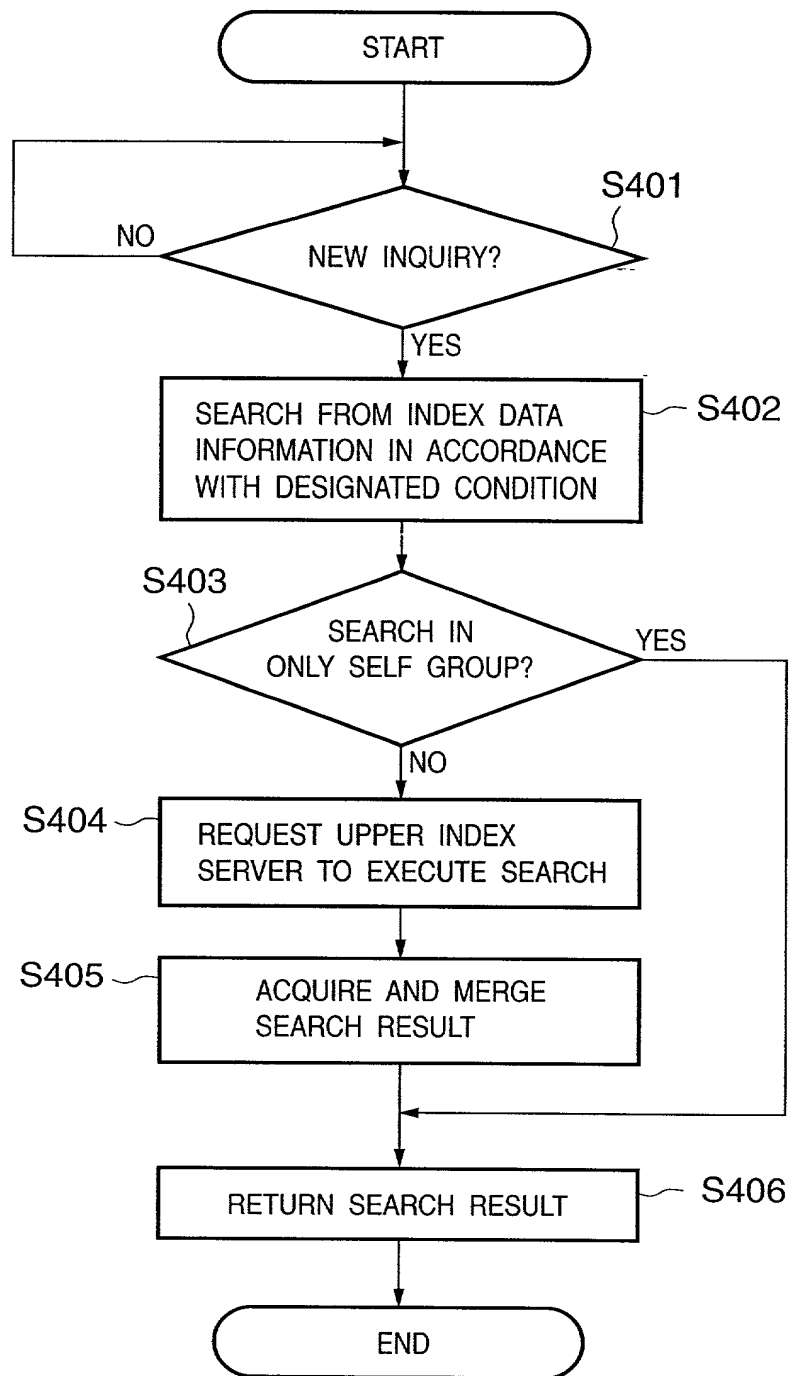 START
S401
NO
NEW INQUIRY?
YES
S402
SEARCH FROM INDEX DATA
INFORMATION IN ACCORDANCE
WITH DESIGNATED CONDITION
S403
SEARCH IN
ONLY SELF GROUP?
YES
NO
S404
REQUEST UPPER INDEX
SERVER TO EXECUTE SEARCH
S405
ACQUIRE AND MERGE
SEARCH RESULT
RETURN SEARCH RESULT
S406
END